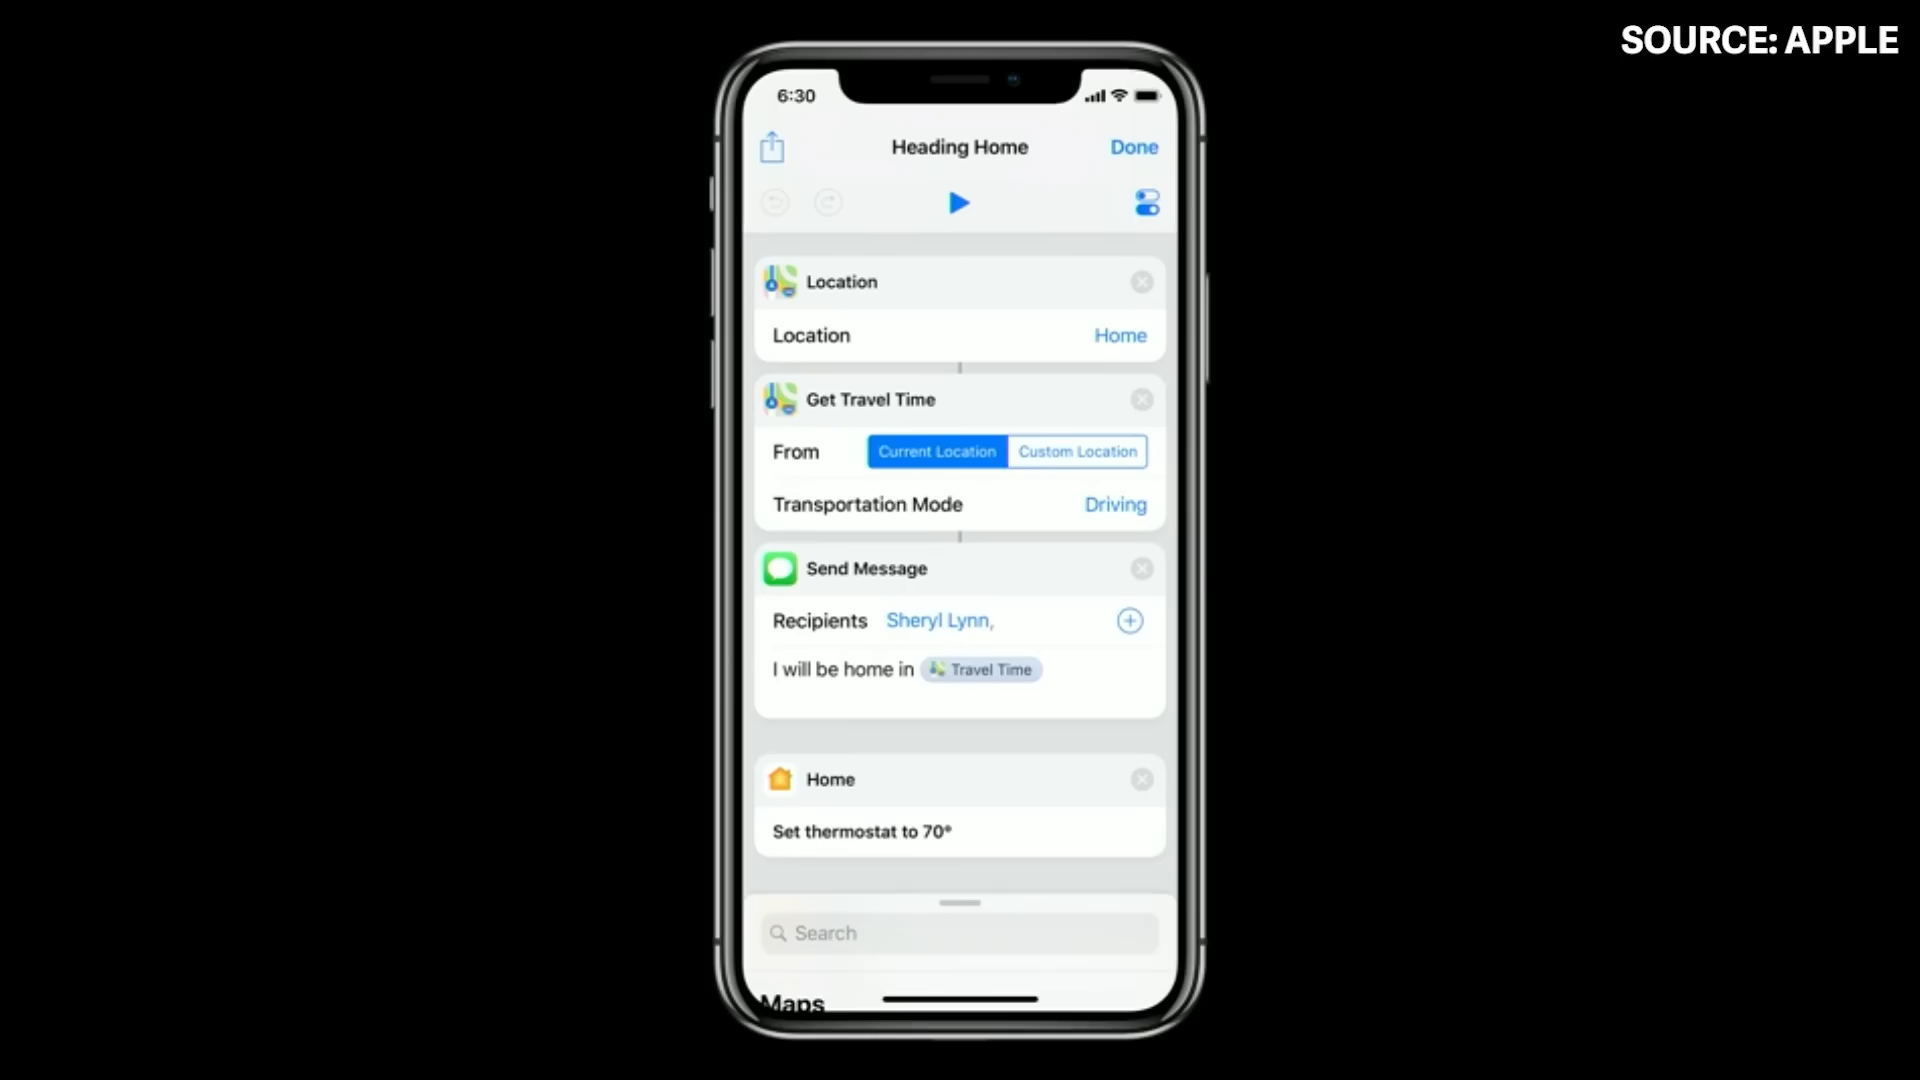 SOURCE: APPLE
6:30
Heading Home
Done
Location
Location Home
Get Travel Time
From Current Location Custom Location
Transportation Mode Driving
Send Message
Recipients Sheryl Lynn,
I will be home in Travel Time
Home
Set thermostat to 70°
Search
Maps